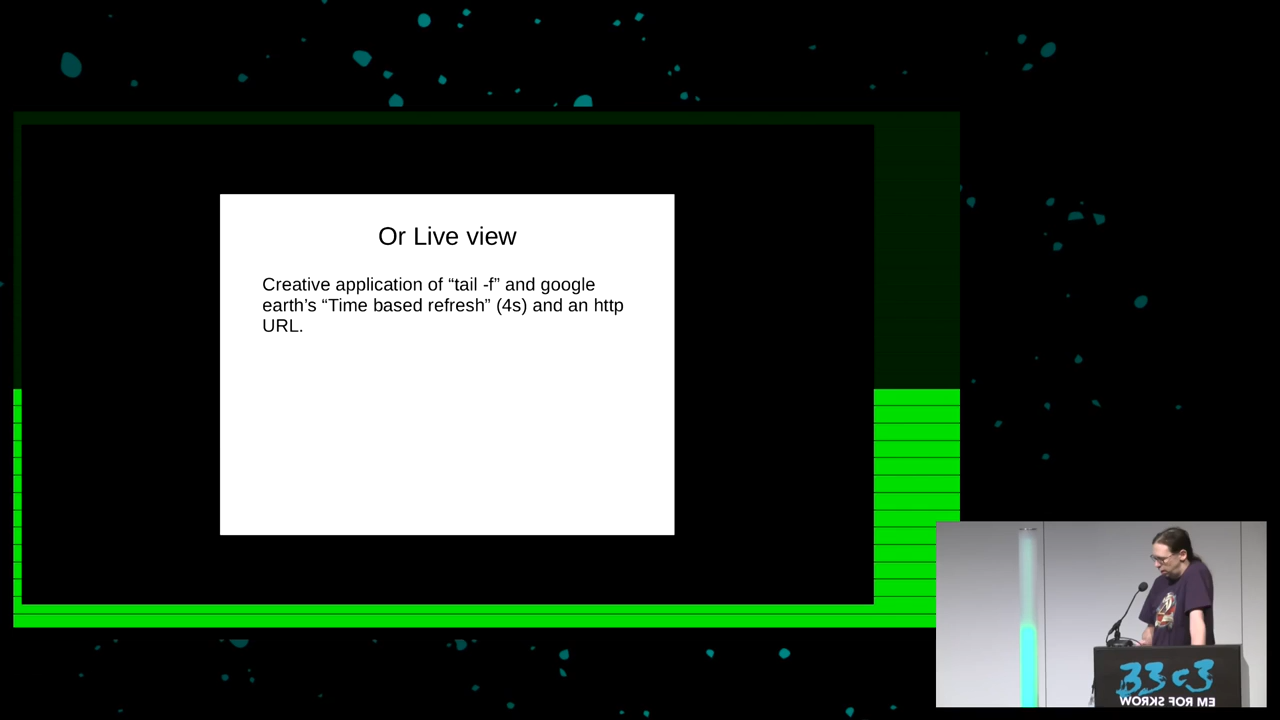 Or Live view
Creative application of “tail -f” and google
earth’s “Time based refresh” (4s) and an http
URL.
33c3
WORKS FOR ME